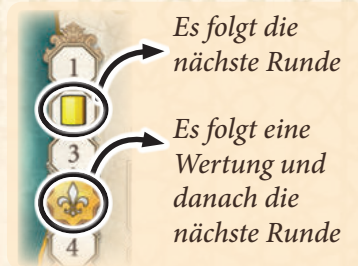 1
Es folgt die
nächste Runde
3
Es folgt eine
Wertung und
danach die
nächste Runde
4